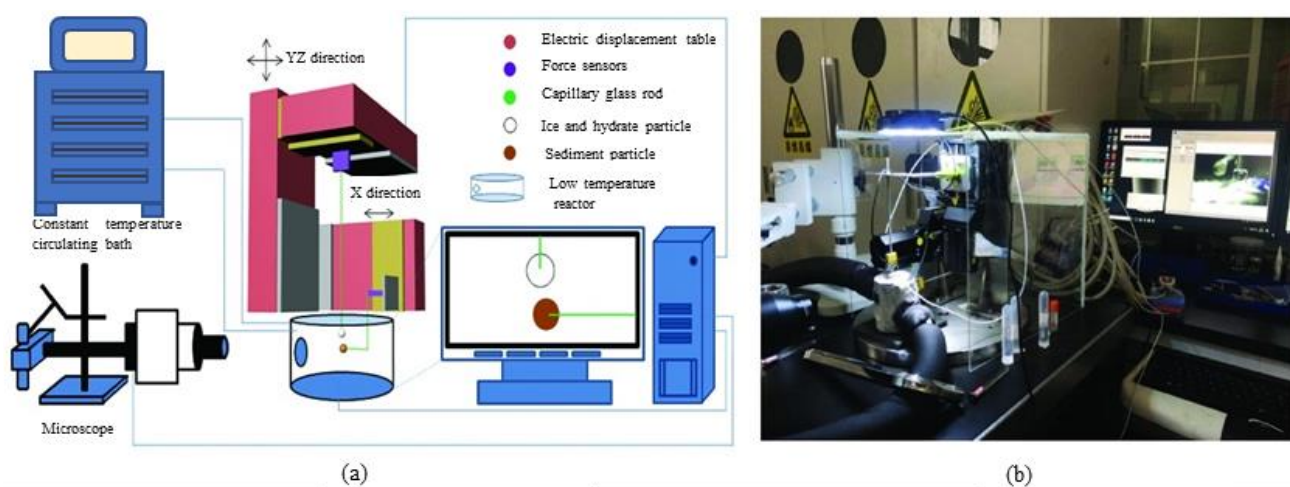 YZ direction
X direction
Electric displacement table
Force sensors
Capillary glass rod
Ice and hydrate particle
Sediment particle
Low temperature
reactor
Constant temperature
circulating bath
Microscope
(a)
(b)